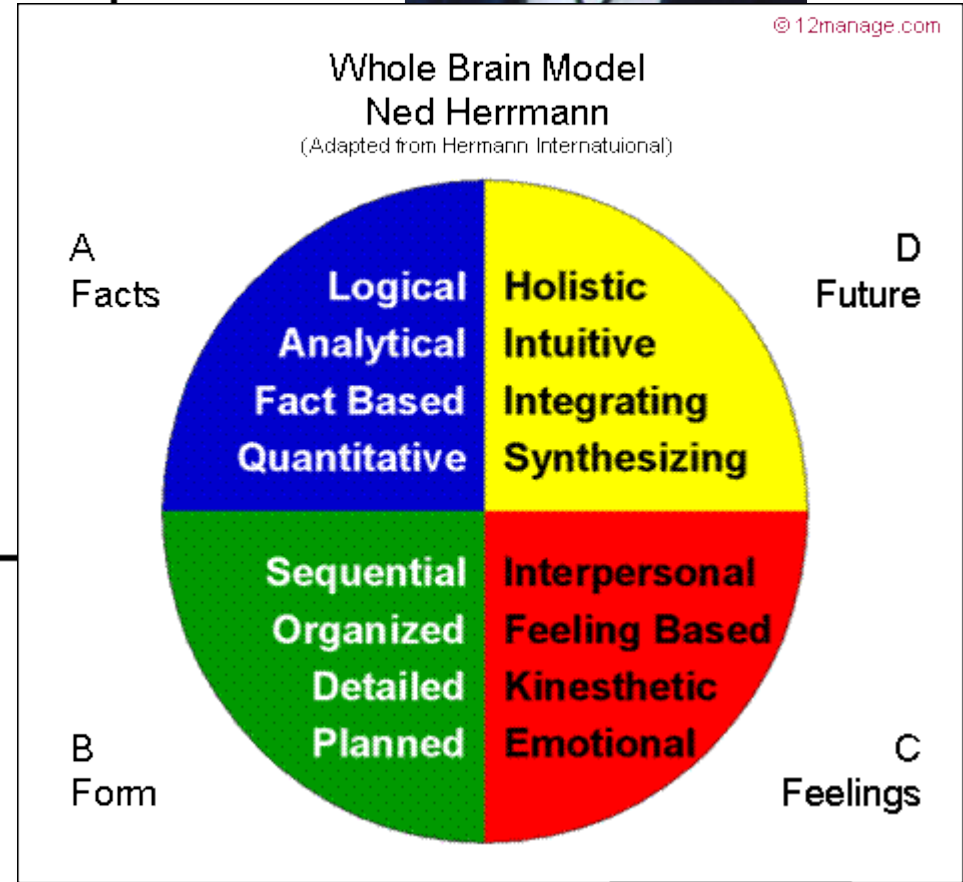 © 12manage.com
Whole Brain Model
Ned Herrmann
(Adapted from Hermann Internatuional)
A
Facts
D
Future
Logical
Analytical
Fact Based
Quantitative
Holistic
Intuitive
Integrating
Synthesizing
Sequential
Organized
Detailed
Planned
Interpersonal
Feeling Based
Kinesthetic
Emotional
B
Form
C
Feelings